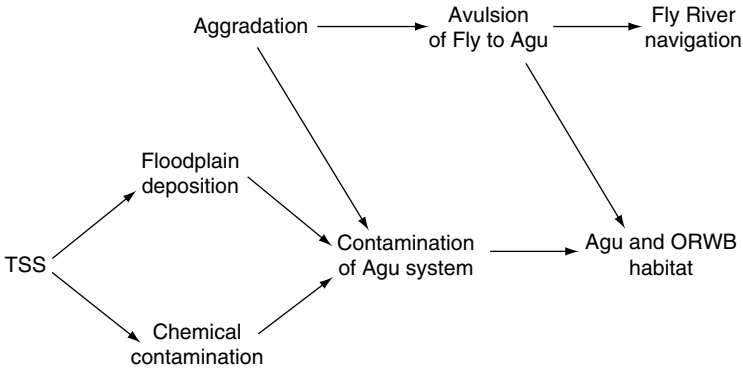 Aggradation
Avulsion
of Fly to Agu
Fly River
navigation
Floodplain
deposition
TSS
Contamination
of Agu system
Agu and ORWB
habitat
Chemical
contamination